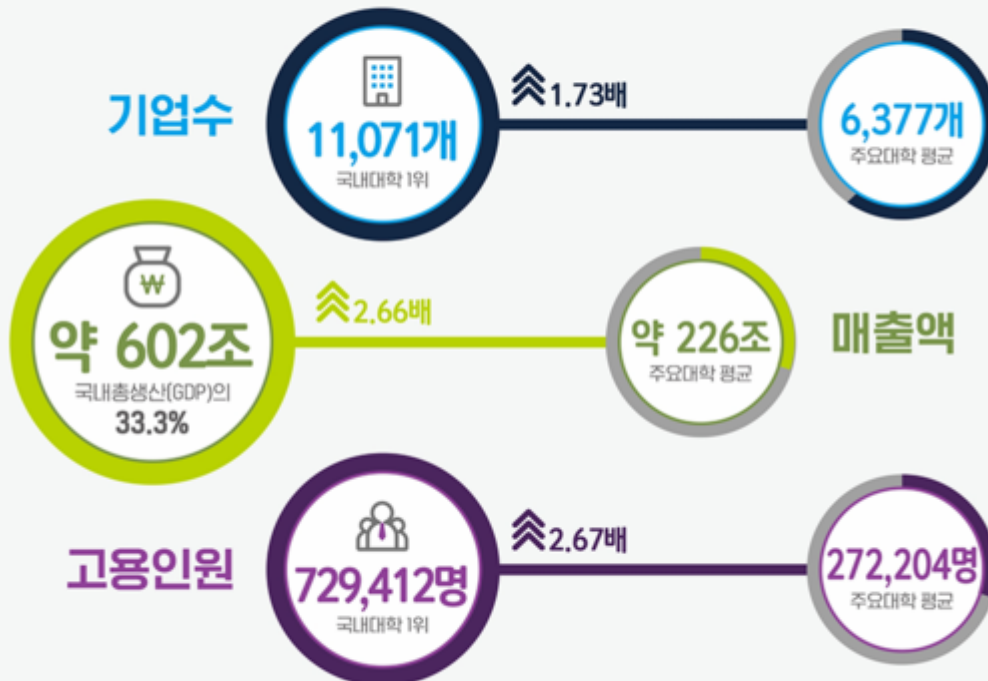 기업수
11,071개
국내대학 1위
1.73배
6,377개
주요대학 평균
₩
약 602조
국내총생산(GDP)의
33.3%
2.66배
약 226조
주요대학 평균
매출액
고용인원
729,412명
국내대학 1위
2.67배
272,204명
주요대학 평균